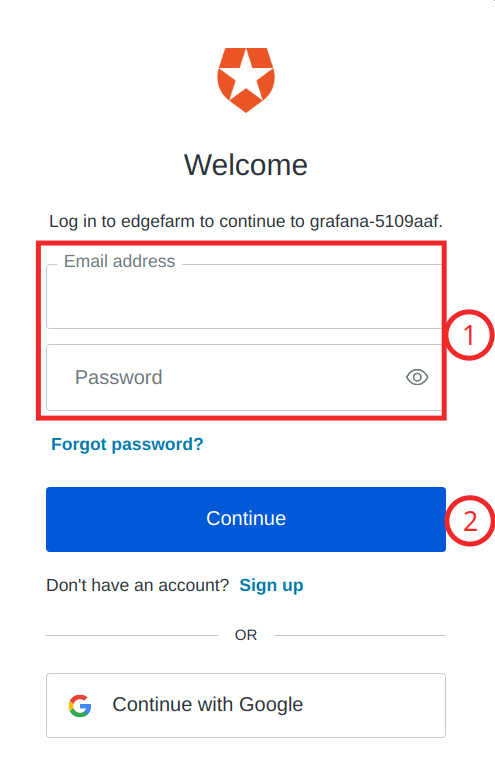 Welcome
Log in to edgefarm to continue to grafana-5109aaf.
Email address
1
Password
Forgot password?
Continue
2
Don't have an account? Sign up
OR
Continue with Google